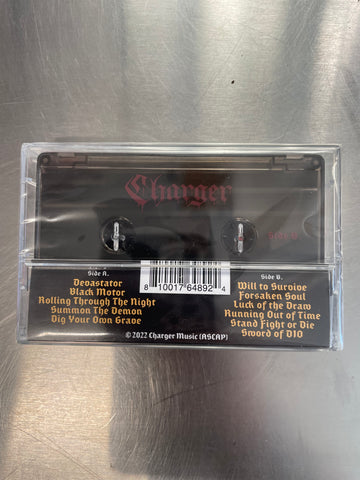 Charger
Side B
Side A.
Devastator
Black Motor
Rolling Through The Night
Summon The Demon
Dig Your Own Grave
8 10017 64892 4
Side B.
Will to Survive
Forsaken Soul
Luck of the Draw
Running Out of Time
Stand Fight or Die
Sword of DIO
© 2022 Charger Music (ASCAP)